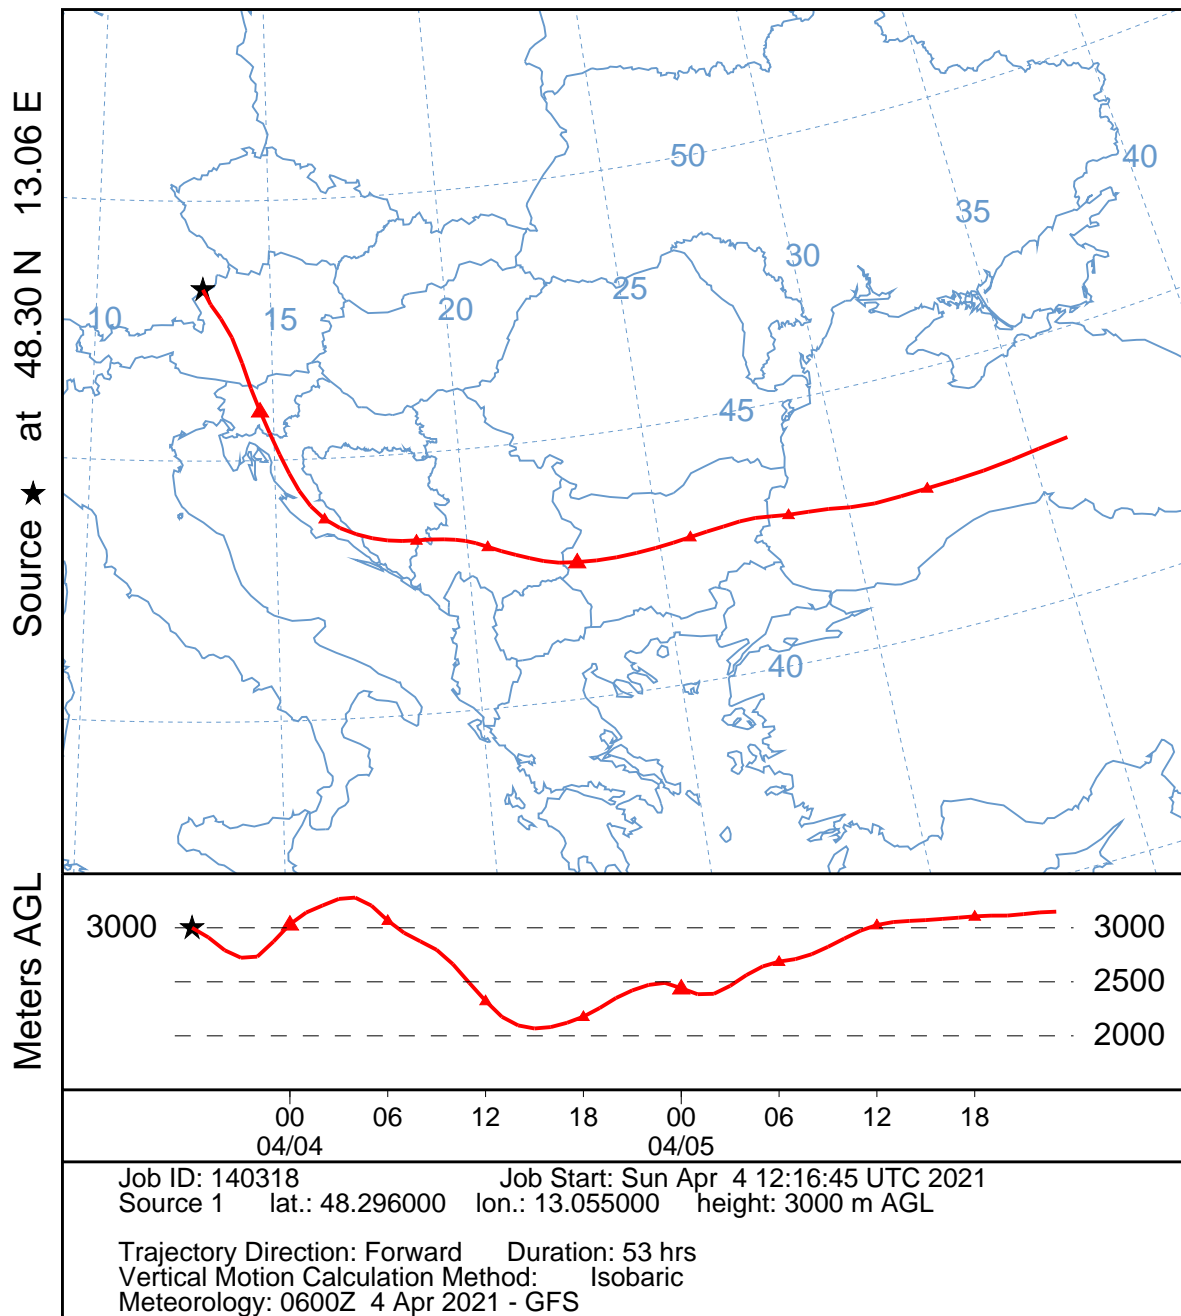 Source ★ at 48.30 N 13.06 E
50
40
35
30
25
20
15
10
45
40
Meters AGL
3000
3000
2500
2000
00 06 12 18 00 06 12 18
04/04 04/05
Job ID: 140318 Job Start: Sun Apr 4 12:16:45 UTC 2021
Source 1 lat.: 48.296000 lon.: 13.055000 height: 3000 m AGL
Trajectory Direction: Forward Duration: 53 hrs
Vertical Motion Calculation Method: Isobaric
Meteorology: 0600Z 4 Apr 2021 - GFS